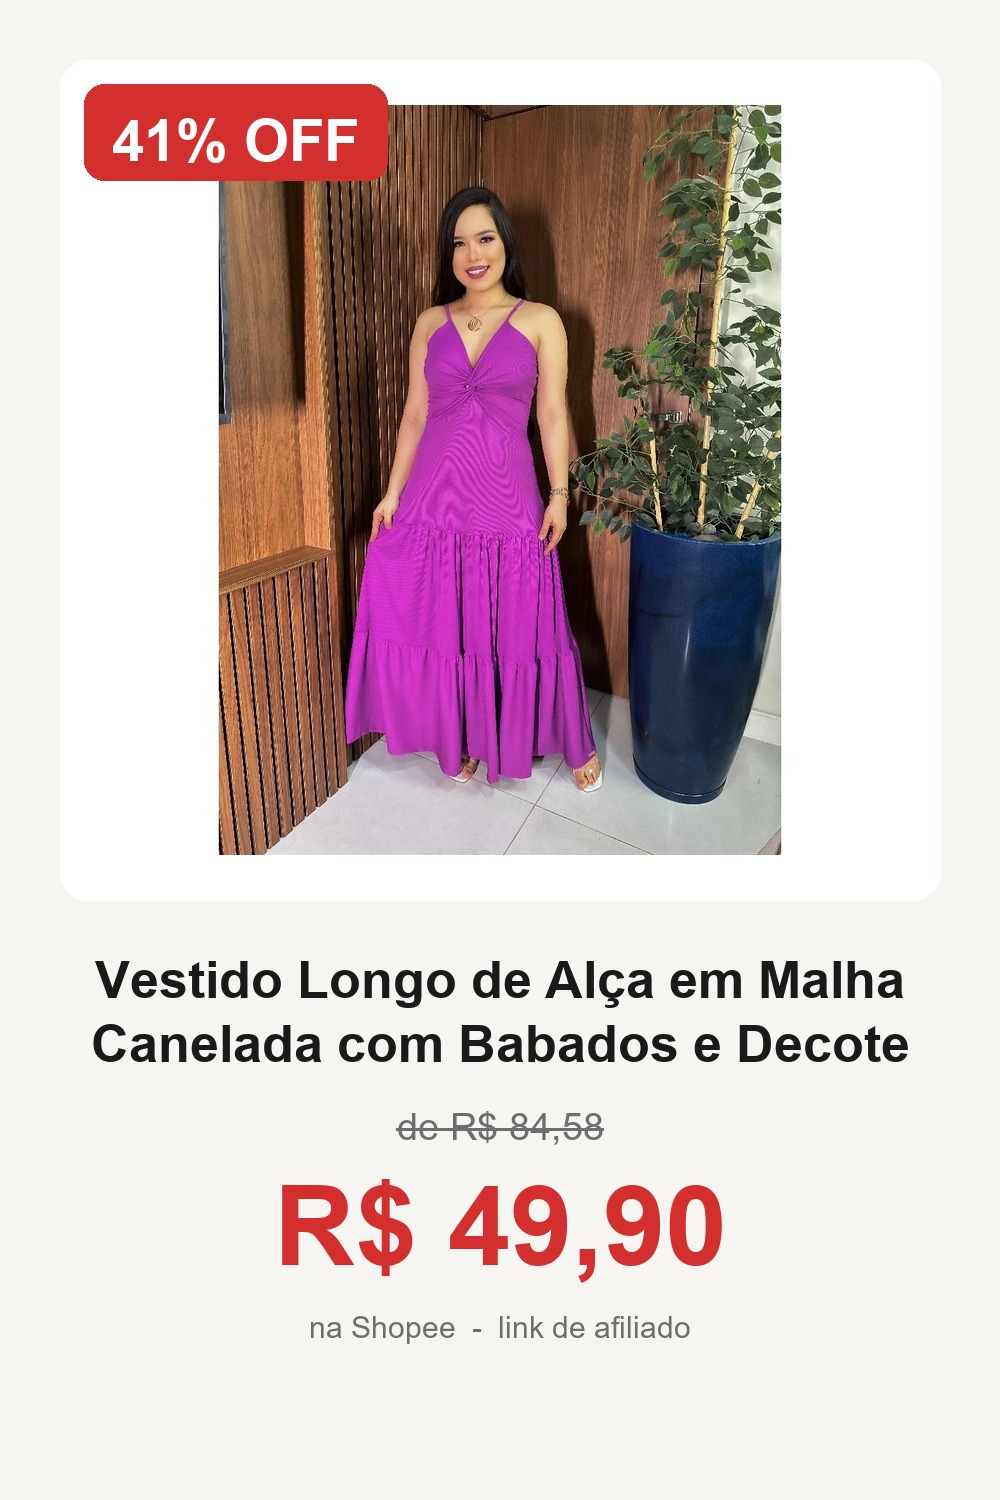 41% OFF
Vestido Longo de Alça em Malha
Canelada com Babados e Decote
de R$ 84,58
R$ 49,90
na Shopee - link de afiliado